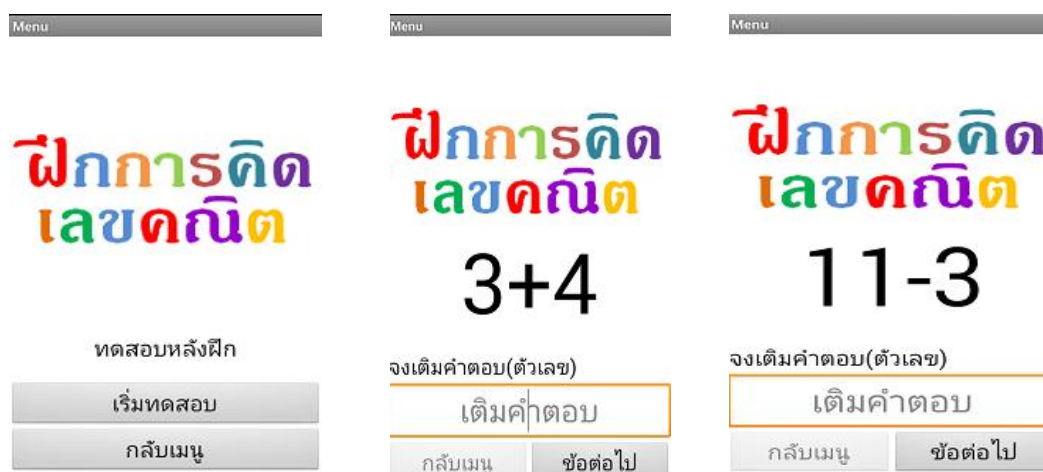 Menu
ฝึกการคิด
เลขคณิต
ทดสอบหลังฝึก
เริ่มทดสอบ
กลับเมนู
Menu
ฝึกการคิด
เลขคณิต
3+4
จงเติมคำตอบ(ตัวเลข)
เติมคำตอบ
กลับเมนู ข้อต่อไป
Menu
ฝึกการคิด
เลขคณิต
11-3
จงเติมคำตอบ(ตัวเลข)
เติมคำตอบ
กลับเมนู ข้อต่อไป